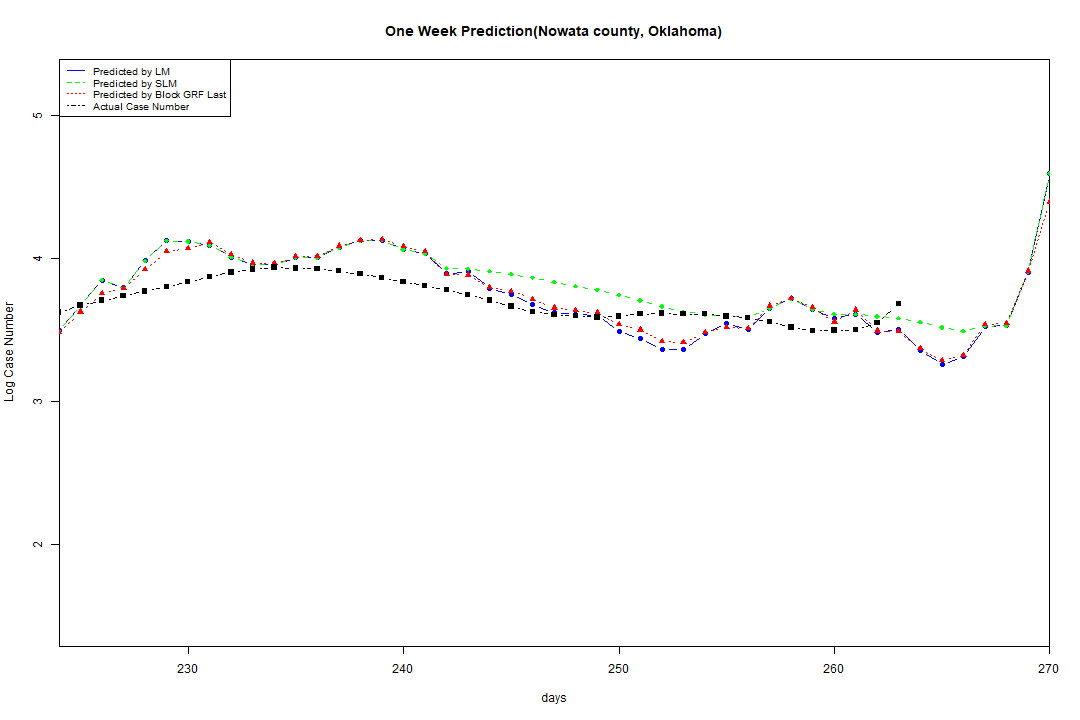 One Week Prediction(Nowata county, Oklahoma)
Predicted by LM
Predicted by SLM
Predicted by Block GRF Last
Actual Case Number
5
4
3
2
Log Case Number
230 240 250 260 270
days